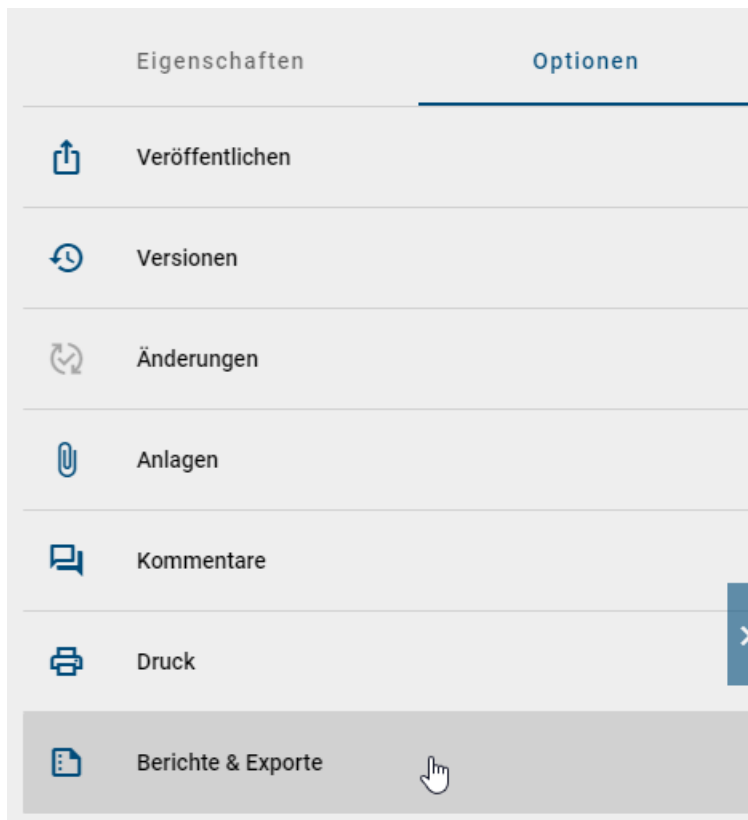 Eigenschaften Optionen
Veröffentlichen
Versionen
Änderungen
Anlagen
Kommentare
Druck
Berichte & Exporte